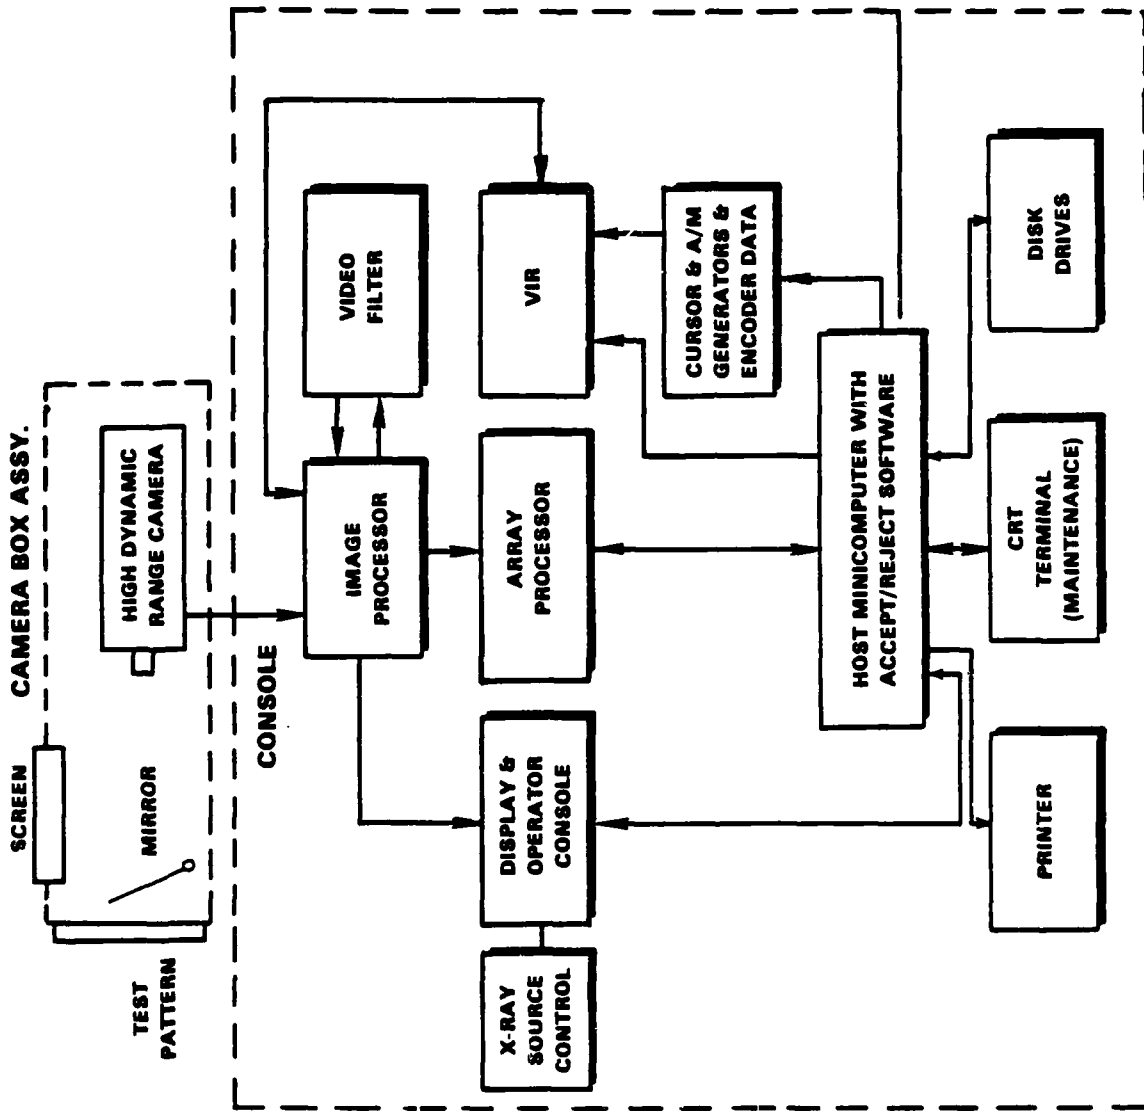 CAMERA BOX ASSY.
SCREEN
HIGH DYNAMIC
RANGE CAMERA
MIRROR
TEST
PATTERN
CONSOLE
VIDEO
FILTER
IMAGE
PROCESSOR
VIR
ARRAY
PROCESSOR
DISPLAY &
OPERATOR
CONSOLE
X-RAY
SOURCE
CONTROL
CURSOR & A/M
GENERATORS &
ENCODER DATA
HOST MINICOMPUTER WITH
ACCEPT/REJECT SOFTWARE
DISK
DRIVES
CRT
TERMINAL
(MAINTENANCE)
PRINTER